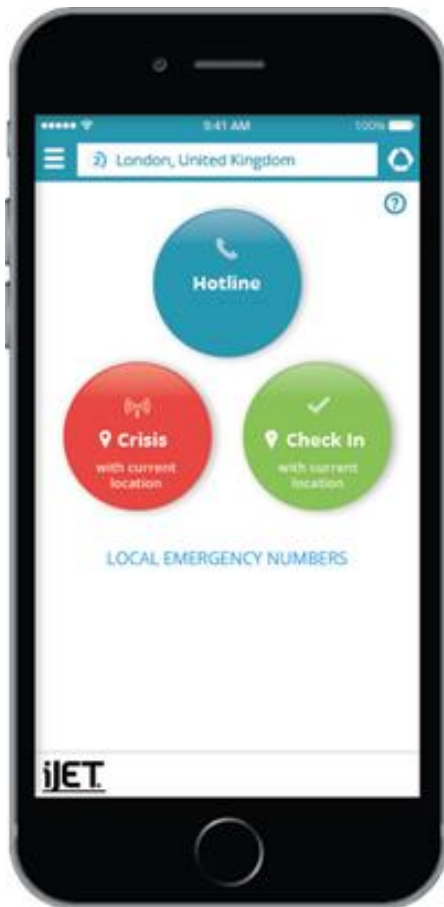 9:41 AM
100%
London, United Kingdom
?
Hotline
Crisis
with current
location
Check In
with current
location
LOCAL EMERGENCY NUMBERS
iJET